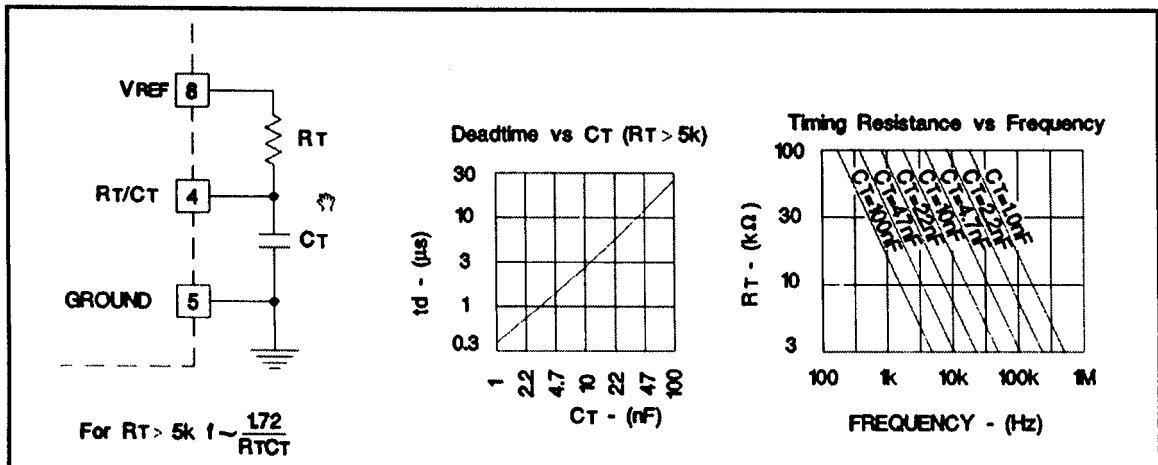 VREF 8
RT
RT/CT 4
CT
GROUND 5
For RT > 5k f ~ 1.72
RTCT
Deadtime vs CT (RT > 5k)
td - (µs)
30
10
3
1
0.3
1 2.2 4.7 10 22 47 100
CT - (nF)
Timing Resistance vs Frequency
RT - (kΩ)
100
30
10
3
CT=100nF
CT=47nF
CT=22nF
CT=10nF
CT=4.7nF
CT=2.2nF
CT=1.0nF
100 1k 10k 100k 1M
FREQUENCY - (Hz)